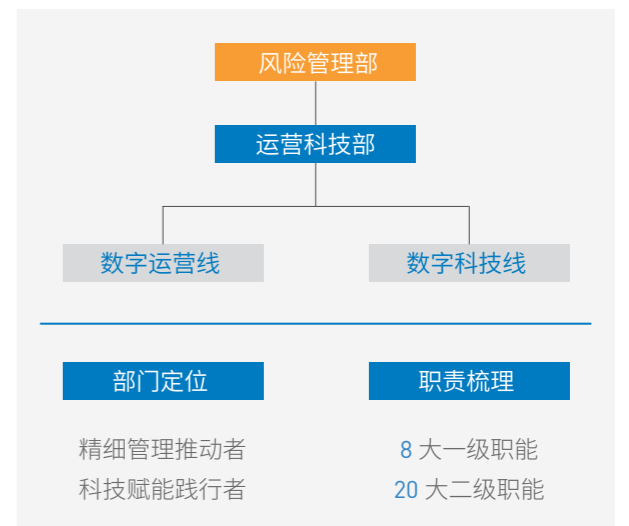 风险管理部
运营科技部
数字运营线
数字科技线
部门定位
职责梳理
精细管理推动者
8 大一级职能
科技赋能践行者
20 大二级职能